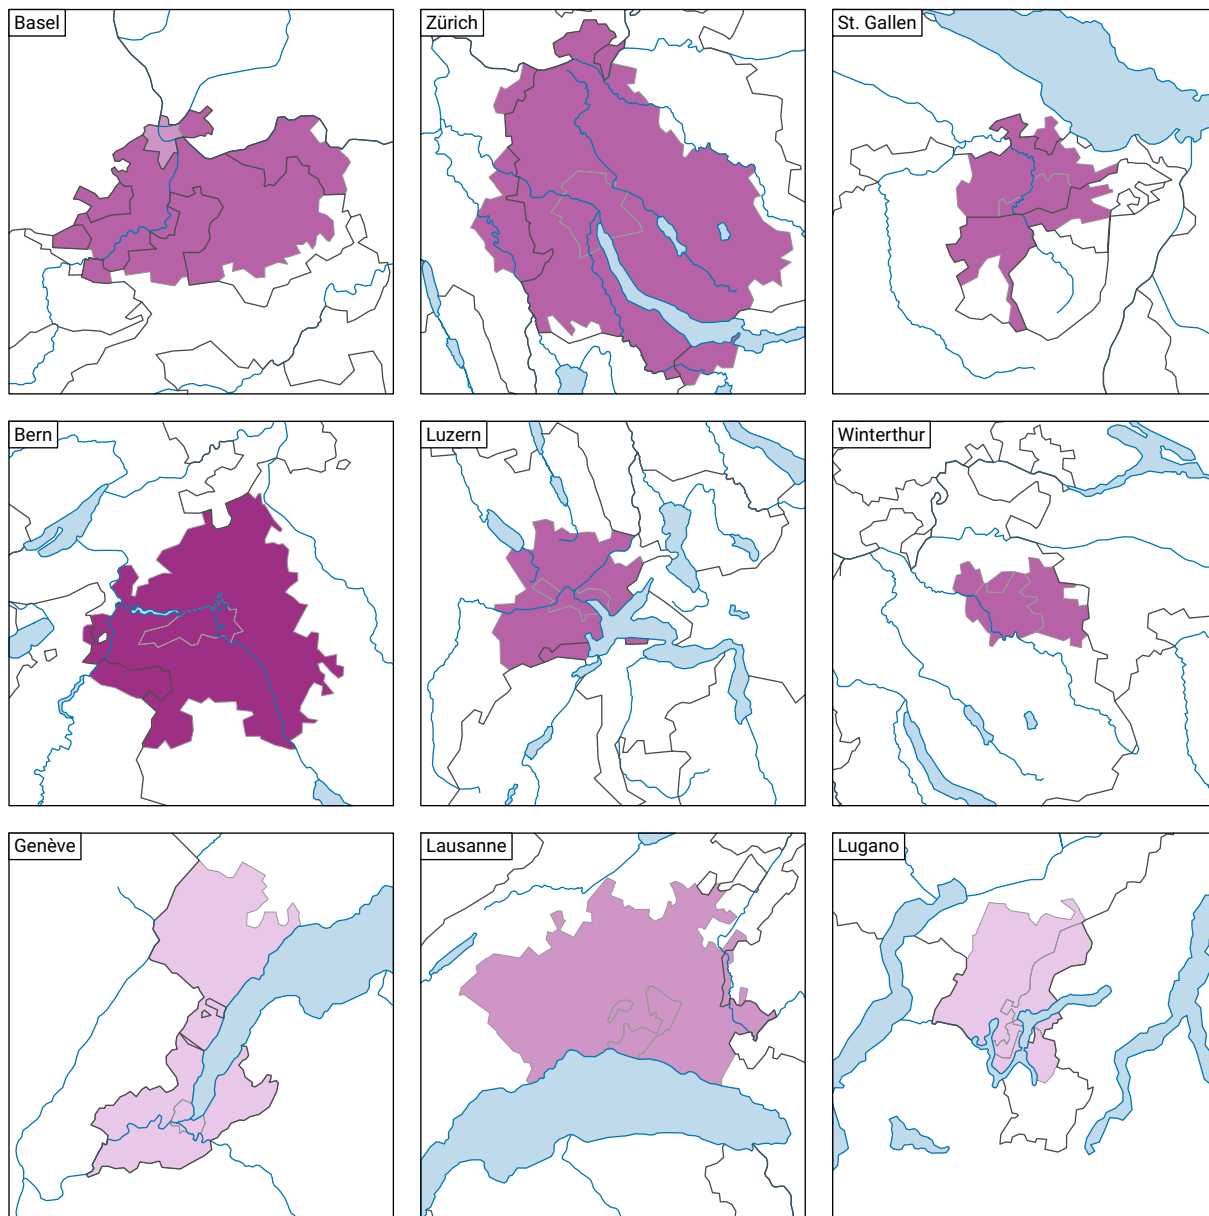 Basel
Zürich
St. Gallen
Bern
Luzern
Winterthur
Genève
Lausanne
Lugano